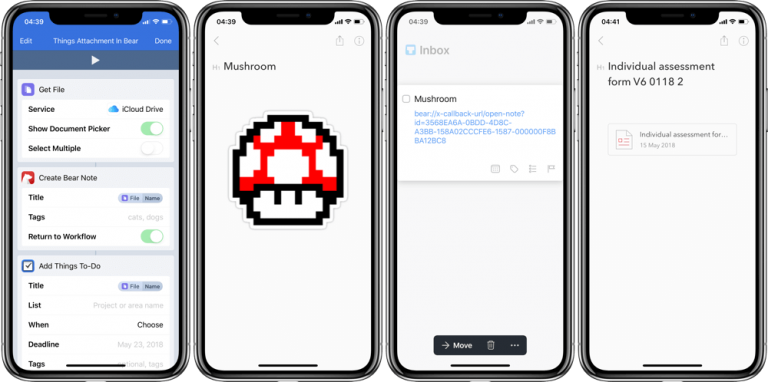 04:39
Edit
Things Attachment In Bear
Done
Get File
Service
iCloud Drive
Show Document Picker
Select Multiple
Create Bear Note
Title
File Name
Tags
cats, dogs
Return to Workflow
Add Things To-Do
Title
File Name
List
Project or area name
When
Choose
Deadline
May 23, 2018
Tags
optional, tags
04:39
H1 Mushroom
04:39
Inbox
Mushroom
bear://x-callback-url/open-note?
id=3568EA6A-0BDD-4D8C-
A3BB-158A02CCCFE6-1587-000000F8B
BA12BC6
Move
04:41
H1 Individual assessment
form V6 0118 2
Individual assessment for...
15 May 2018